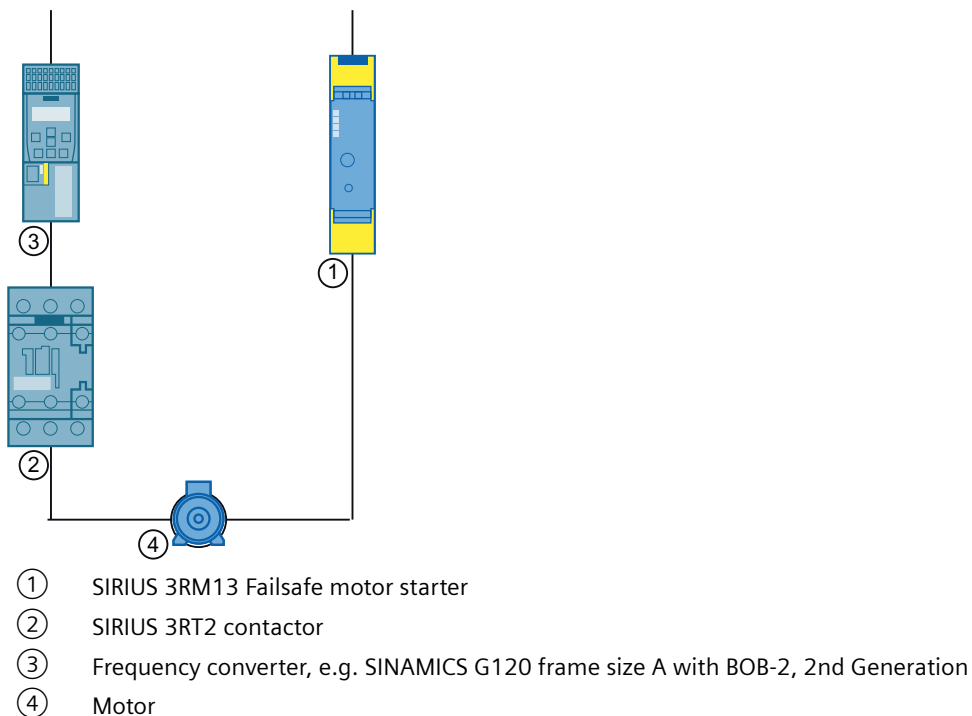 ③
①
②
④
① SIRIUS 3RM13 Failsafe motor starter
② SIRIUS 3RT2 contactor
③ Frequency converter, e.g. SINAMICS G120 frame size A with BOB-2, 2nd Generation
④ Motor